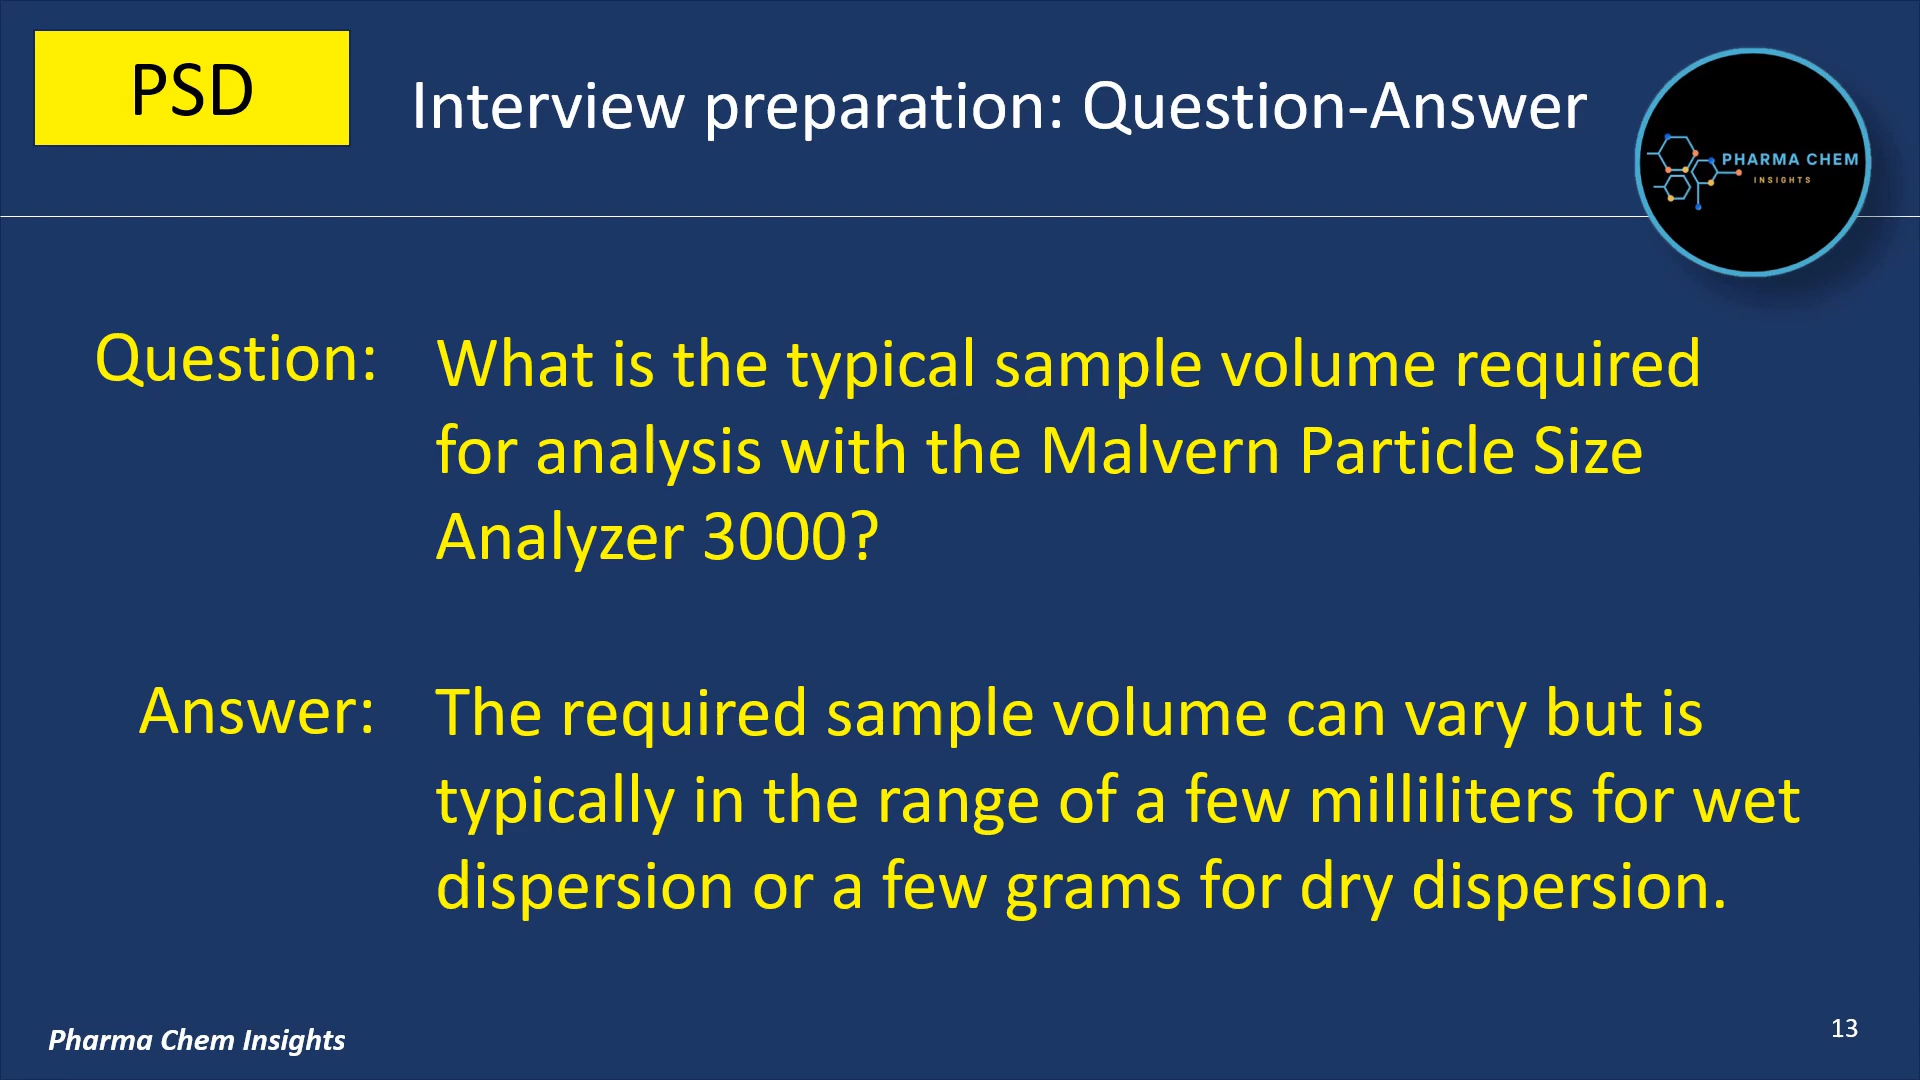 PSD
Interview preparation: Question-Answer
PHARMA CHEM
INSIGHTS
Question:
What is the typical sample volume required
for analysis with the Malvern Particle Size
Analyzer 3000?
Answer:
The required sample volume can vary but is
typically in the range of a few milliliters for wet
dispersion or a few grams for dry dispersion.
Pharma Chem Insights
13